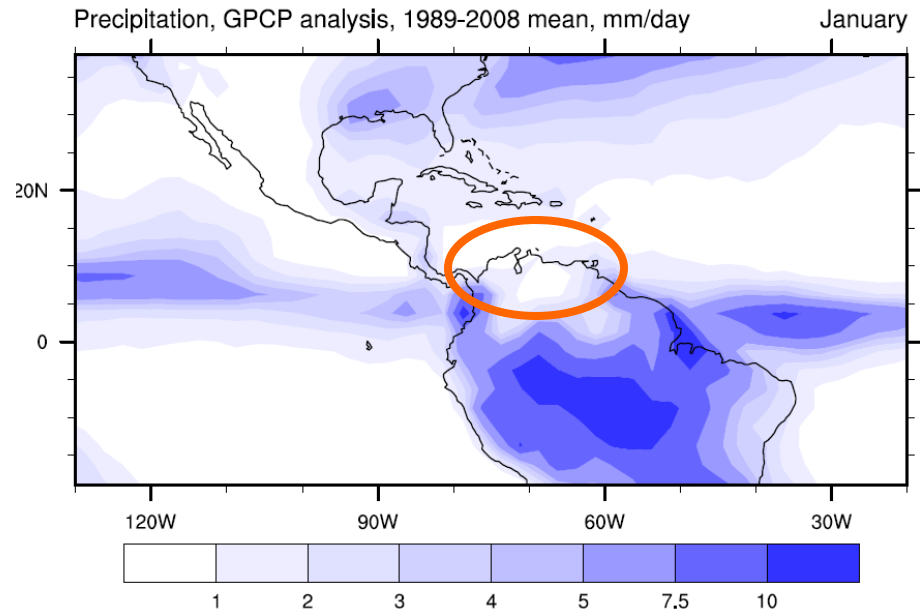 Precipitation, GPCP analysis, 1989-2008 mean, mm/day January
20N
0
120W 90W 60W 30W
1 2 3 4 5 7.5 10